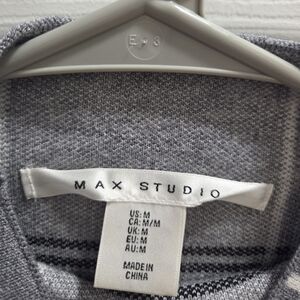 E-3
MAX STUDIO
US: M
CA: M/M
UK: M
EU: M
AU: M
MADE IN
CHINA